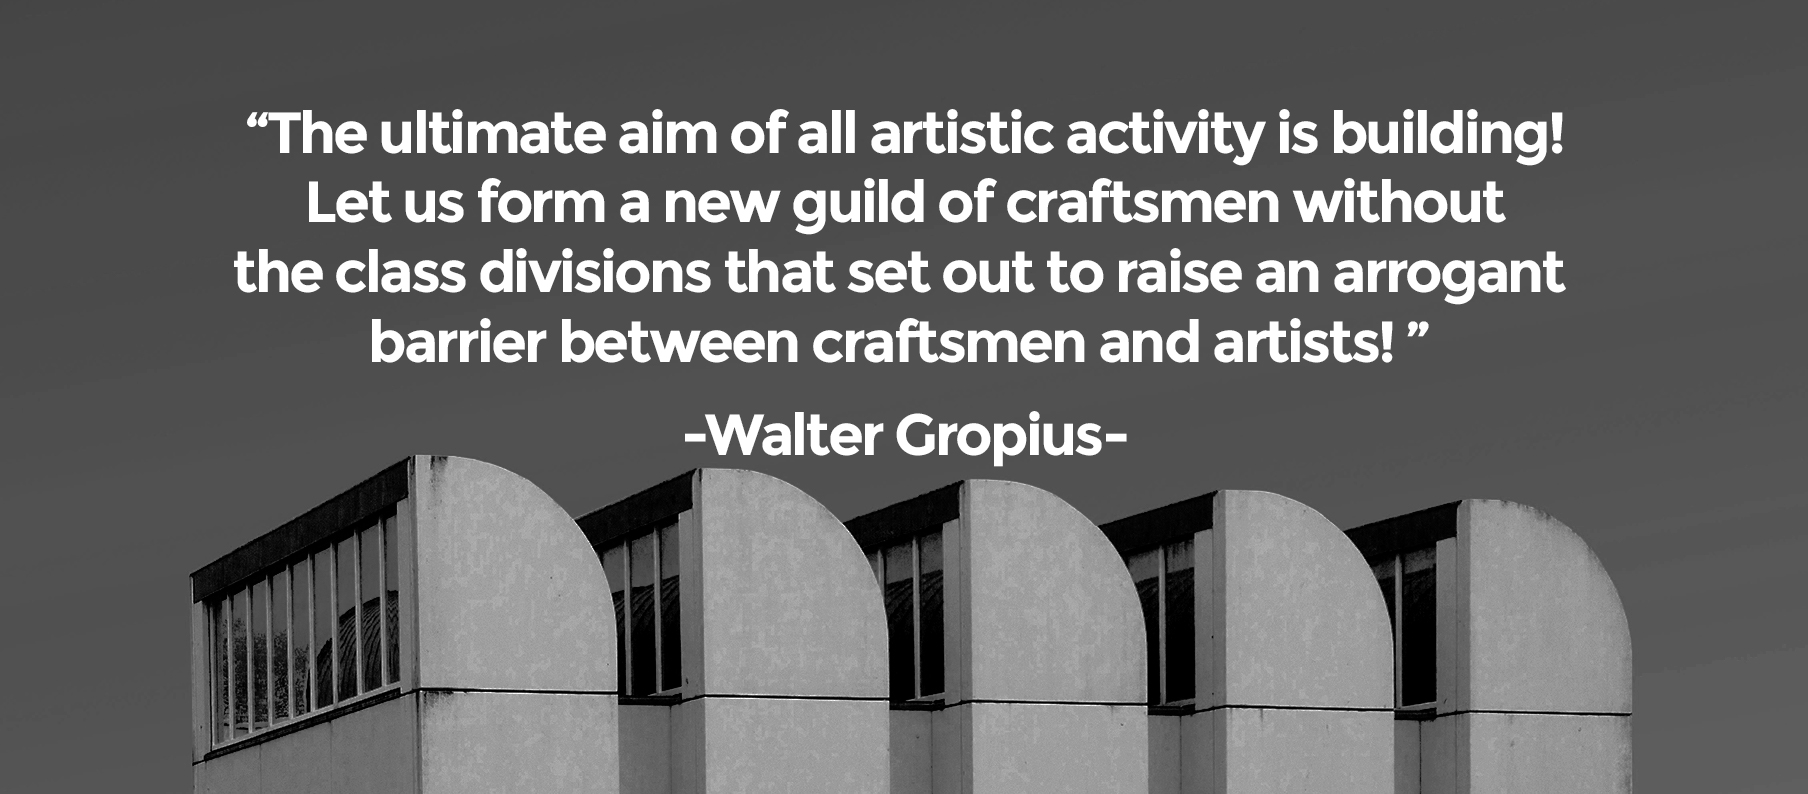 “The ultimate aim of all artistic activity is building!
Let us form a new guild of craftsmen without
the class divisions that set out to raise an arrogant
barrier between craftsmen and artists! ”
-Walter Gropius-